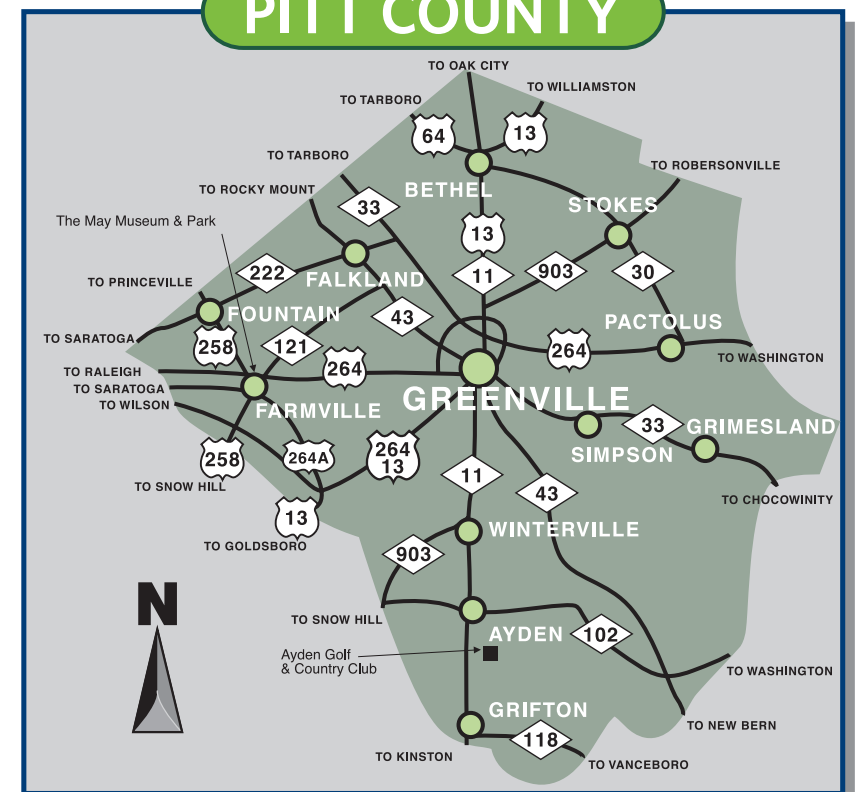 PITT COUNTY
TO OAK CITY
TO WILLIAMSTON
TO TARBORO
64
13
TO TARBORO
TO ROBERSONVILLE
BETHEL
TO ROCKY MOUNT
33
STOKES
The May Museum & Park
13
222
FALKLAND
11
903
30
TO PRINCEVILLE
FOUNTAIN
43
PACTOLUS
TO SARATOGA
258
121
264
TO WASHINGTON
TO RALEIGH
264
TO SARATOGA
TO WILSON
FARMVILLE
GREENVILLE
33
GRIMESLAND
258
264A
264
13
SIMPSON
TO SNOW HILL
11
43
TO CHOCOWINITY
13
TO GOLDSBORO
WINTERVILLE
903
N
TO SNOW HILL
AYDEN
102
Ayden Golf
& Country Club
TO WASHINGTON
GRIFTON
TO NEW BERN
118
TO KINSTON
TO VANCEBORO